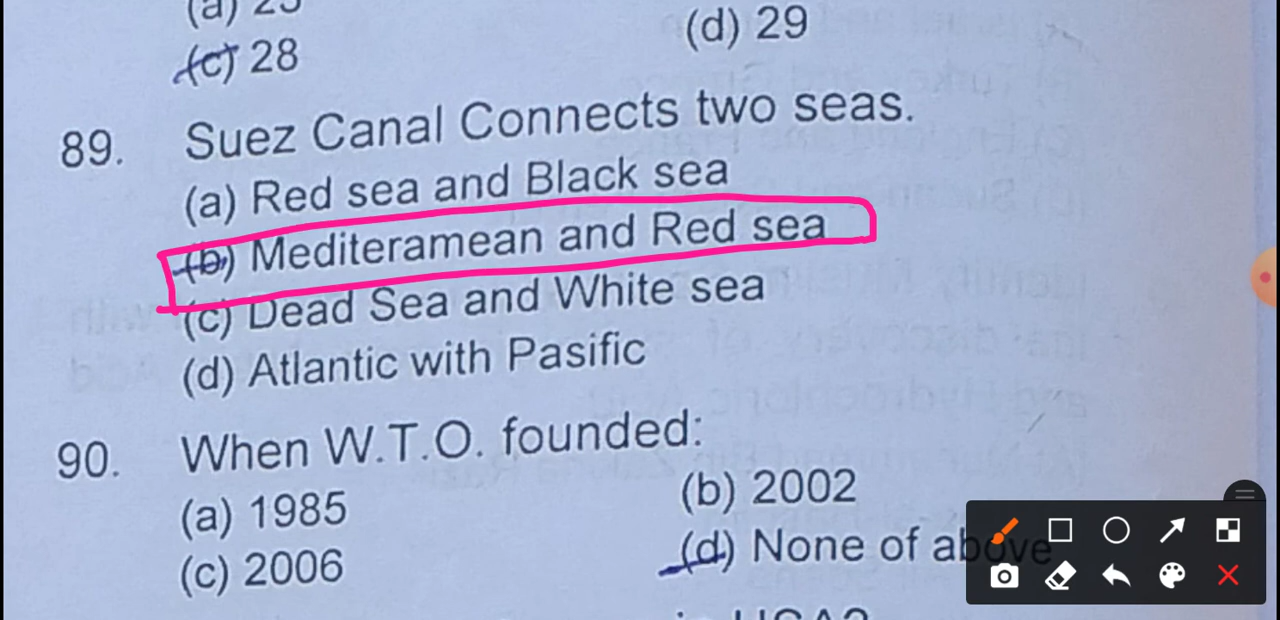 (d) 29
(c) 28
89. Suez Canal Connects two seas.
(a) Red sea and Black sea
(b) Mediteramean and Red sea
(c) Dead Sea and White sea
(d) Atlantic with Pasific
90. When W.T.O. founded:
(a) 1985
(b) 2002
(c) 2006
(d) None of above